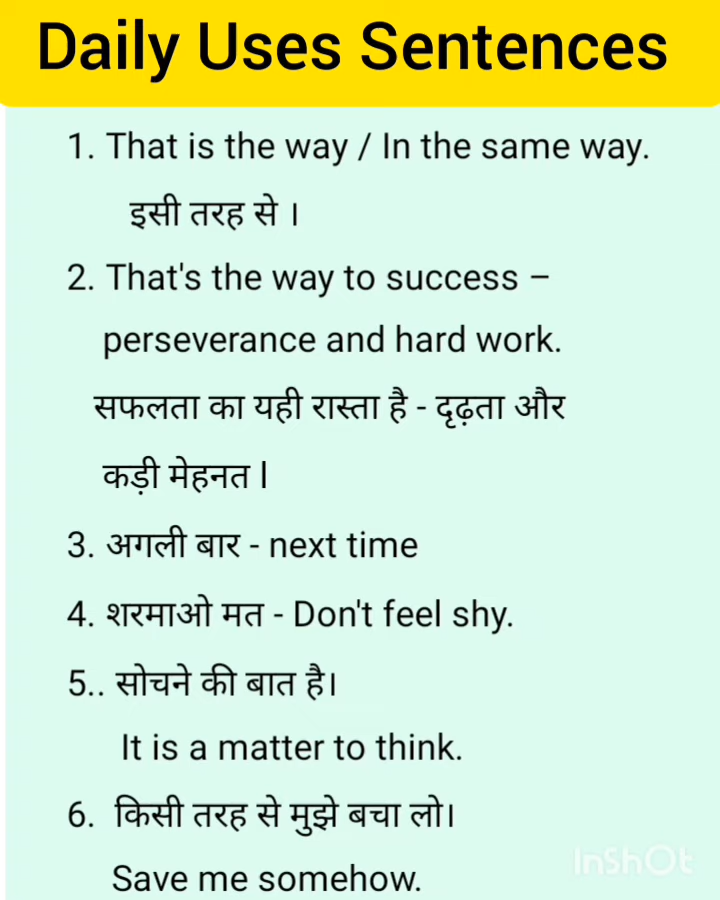 Daily Uses Sentences
1. That is the way / In the same way.
इसी तरह से ।
2. That's the way to success –
perseverance and hard work.
सफलता का यही रास्ता है - दृढ़ता और
कड़ी मेहनत l
3. अगली बार - next time
4. शरमाओ मत - Don't feel shy.
5.. सोचने की बात है।
It is a matter to think.
6. किसी तरह से मुझे बचा लो।
Save me somehow.
InShOt